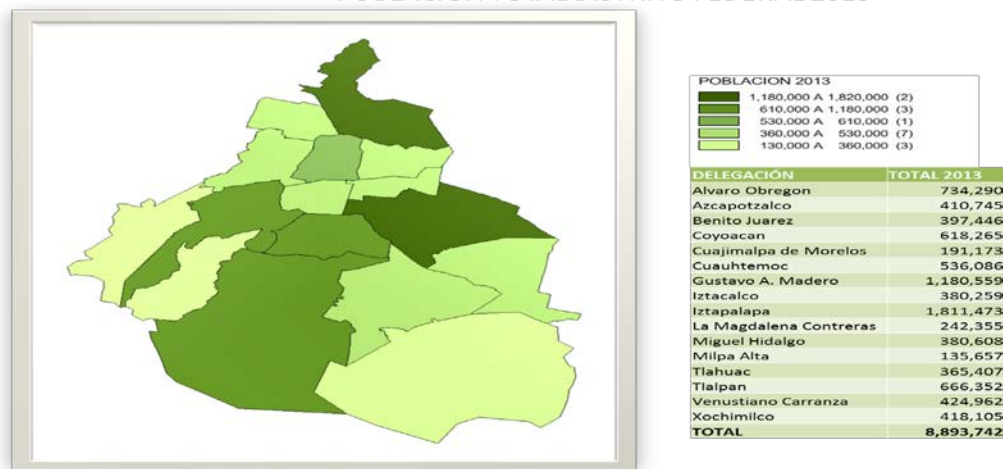 POBLACION 2013
1,180,000 A 1,820,000 (2)
610,000 A 1,180,000 (3)
530,000 A 610,000 (1)
360,000 A 530,000 (7)
130,000 A 360,000 (3)
DELEGACIÓN TOTAL 2013
Alvaro Obregon 734,290
Azcapotzalco 410,745
Benito Juarez 397,446
Coyoacan 618,265
Cuajimalpa de Morelos 191,173
Cuauhtemoc 536,086
Gustavo A. Madero 1,180,559
Iztacalco 380,259
Iztapalapa 1,811,473
La Magdalena Contreras 242,355
Miguel Hidalgo 380,608
Milpa Alta 135,657
Tlahuac 365,407
Tlalpan 666,352
Venustiano Carranza 424,962
Xochimilco 418,105
TOTAL 8,893,742